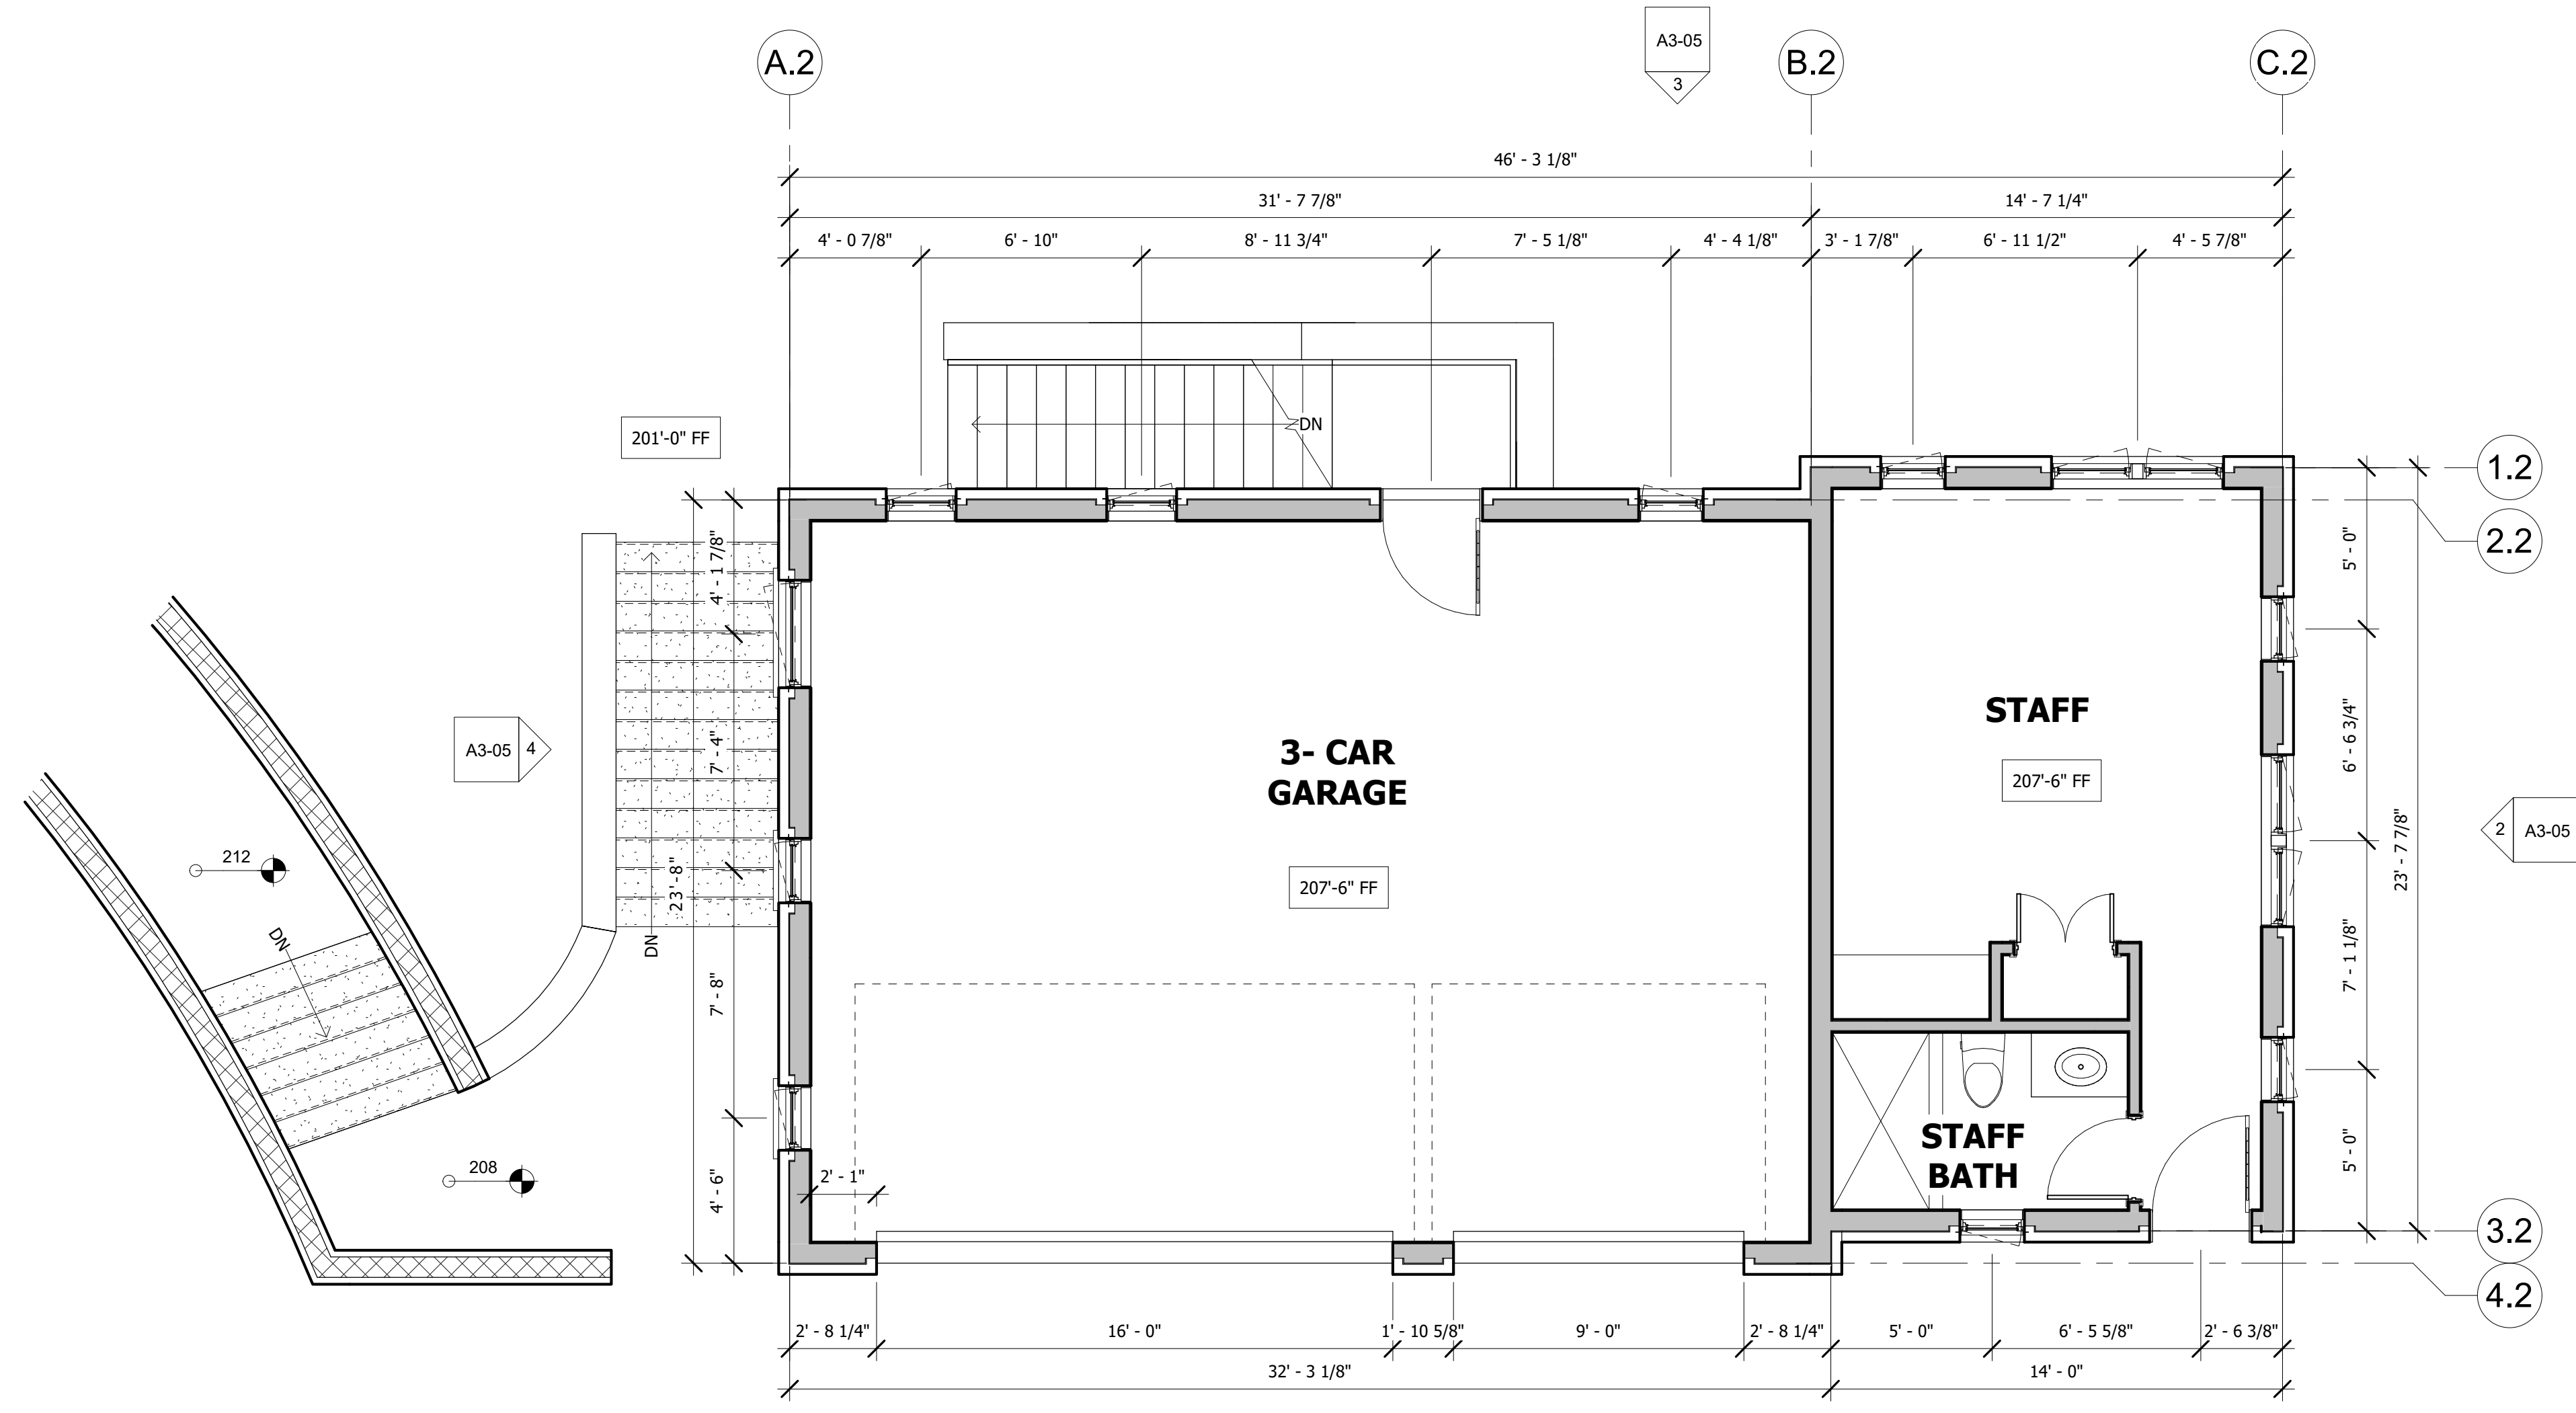 A3-05
3
A.2
B.2
C.2
46' - 3 1/8"
31' - 7 7/8"
14' - 7 1/4"
4' - 0 7/8"
6' - 10"
8' - 11 3/4"
7' - 5 1/8"
4' - 4 1/8"
3' - 1 7/8"
6' - 11 1/2"
4' - 5 7/8"
DN
201'-0" FF
1.2
2.2
5' - 0"
4' - 1 7/8"
STAFF
6' - 6 3/4"
A3-05
4
7' - 4"
3- CAR
GARAGE
207'-6" FF
2
A3-05
23' - 7 7/8"
212
23'-8"
207'-6" FF
DN
DN
7' - 8"
7' - 1 1/8"
STAFF
BATH
208
2' - 1"
4' - 6"
5' - 0"
3.2
4.2
2' - 8 1/4"
16' - 0"
1' - 10 5/8"
9' - 0"
2' - 8 1/4"
5' - 0"
6' - 5 5/8"
2' - 6 3/8"
32' - 3 1/8"
14' - 0"